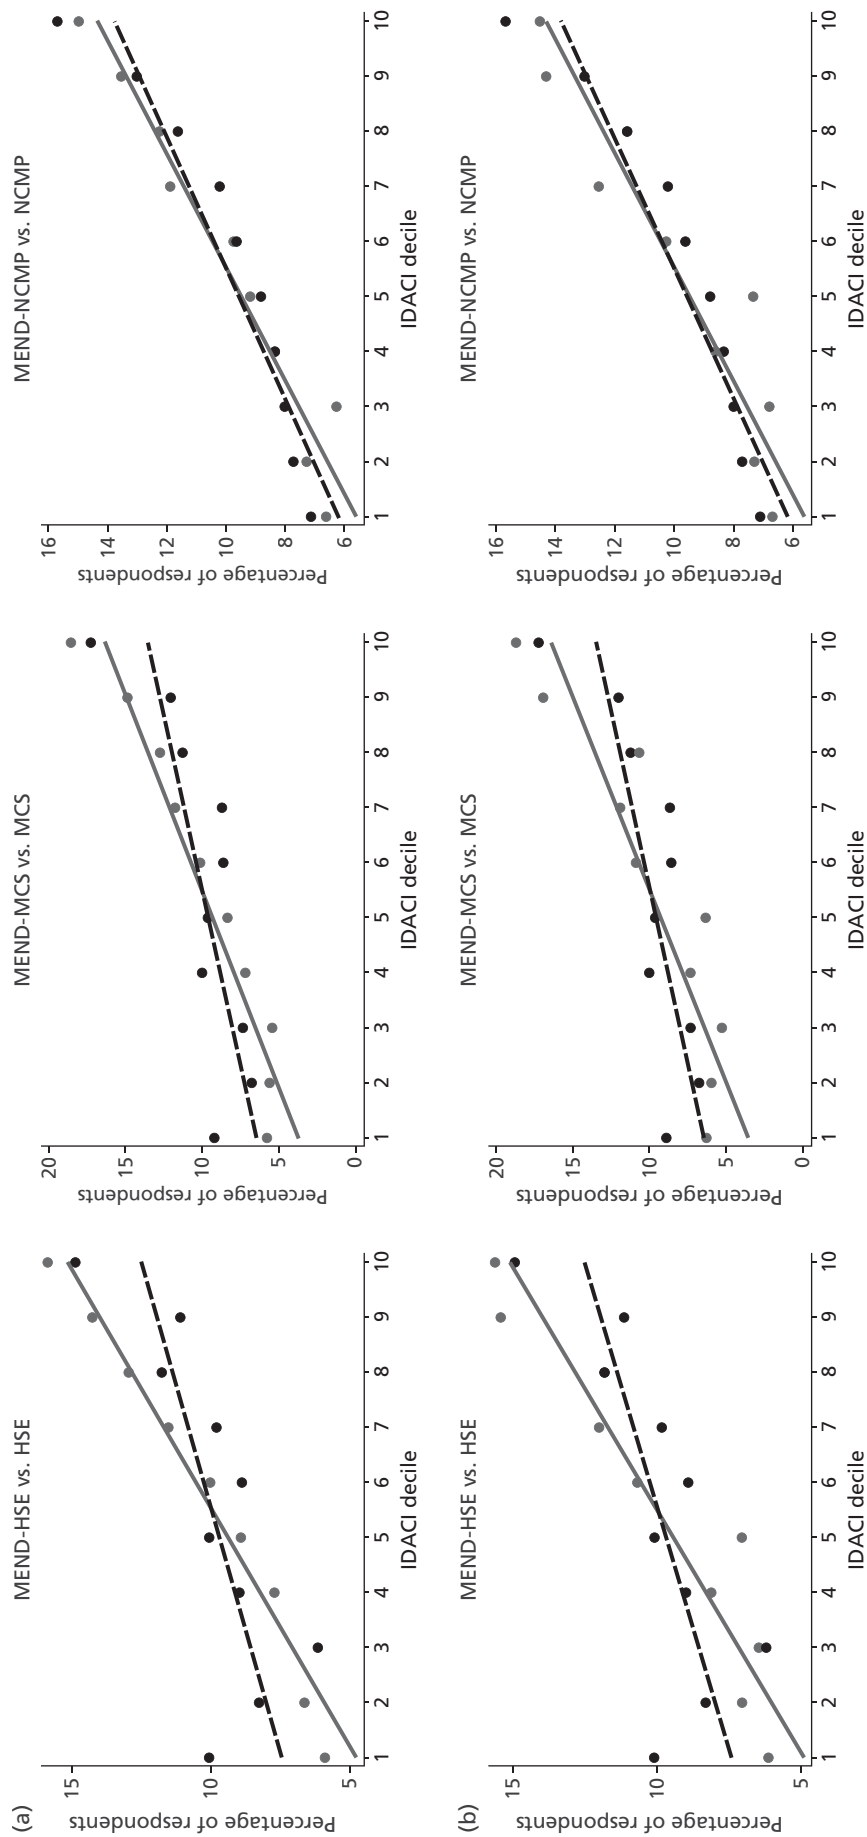 (a)
MEND-HSE vs. HSE
Percentage of respondents
15
10
5
1 2 3 4 5 6 7 8 9 10
IDACI decile
MEND-MCS vs. MCS
Percentage of respondents
20
15
10
5
0
1 2 3 4 5 6 7 8 9 10
IDACI decile
MEND-NCMP vs. NCMP
Percentage of respondents
16
14
12
10
8
6
1 2 3 4 5 6 7 8 9 10
IDACI decile
(b)
MEND-HSE vs. HSE
Percentage of respondents
15
10
5
1 2 3 4 5 6 7 8 9 10
IDACI decile
MEND-MCS vs. MCS
Percentage of respondents
20
15
10
5
0
1 2 3 4 5 6 7 8 9 10
IDACI decile
MEND-NCMP vs. NCMP
Percentage of respondents
16
14
12
10
8
6
1 2 3 4 5 6 7 8 9 10
IDACI decile